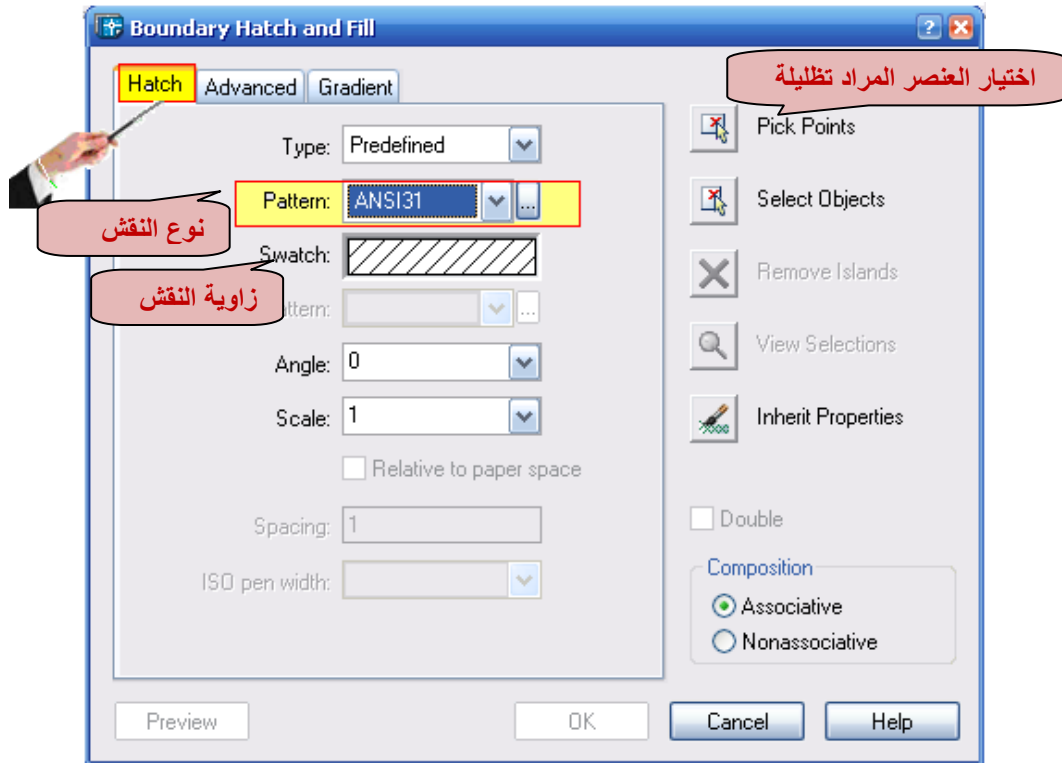 Boundary Hatch and Fill
Hatch Advanced Gradient
اختيار العنصر المراد تظليلة
Type: Predefined
Pick Points
Pattern: ANSI31
Select Objects
نوع النقش
Swatch:
Remove Islands
زاوية النقش
attern:
View Selections
Angle: 0
Scale: 1
Inherit Properties
Relative to paper space
Spacing: 1
Double
ISO pen width:
Composition
Associative
Nonassociative
Preview OK Cancel Help